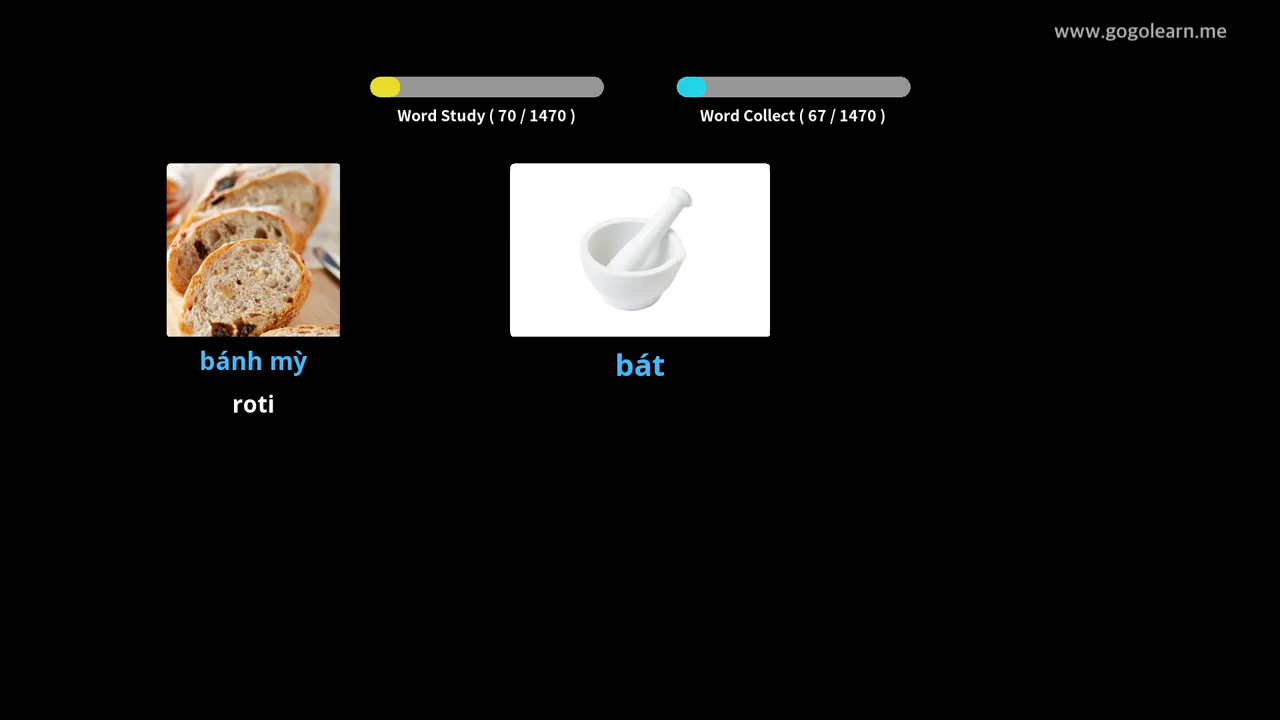 www.gogolearn.me
Word Study ( 70 / 1470 )
Word Collect ( 67 / 1470 )
bánh mỳ
roti
bát